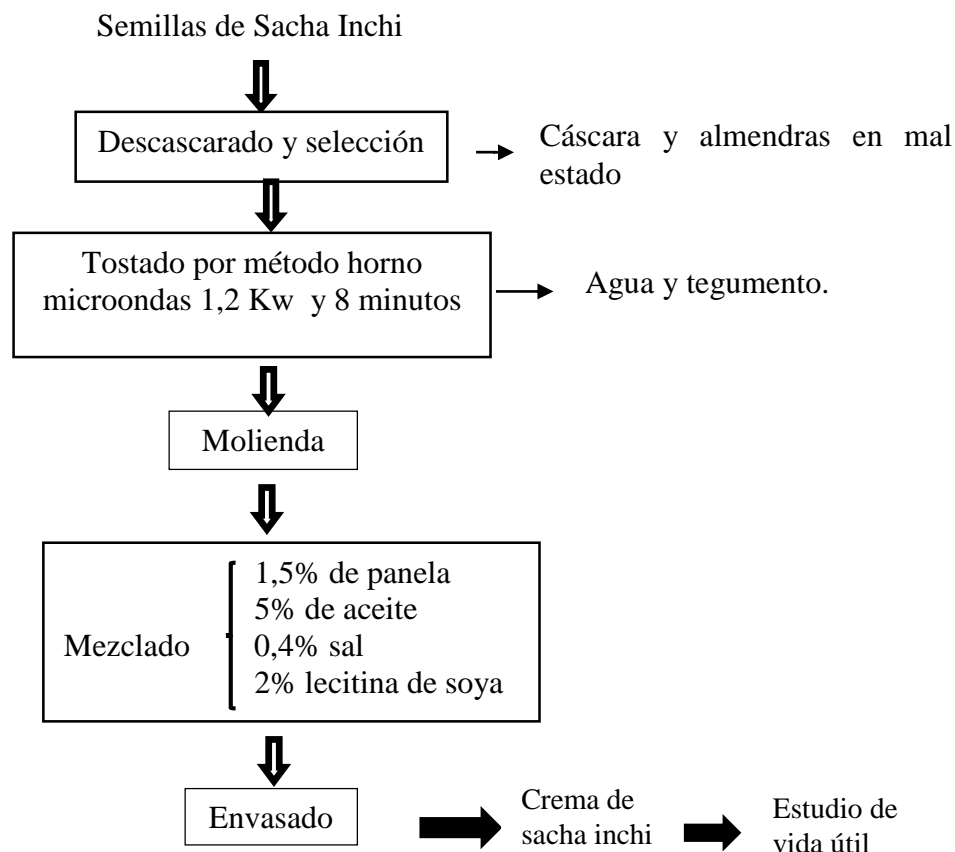 Semillas de Sacha Inchi
Descascarado y selección
Cáscara y almendras en mal
estado
Tostado por método horno
microondas 1,2 Kw y 8 minutos
Agua y tegumento.
Molienda
Mezclado
1,5% de panela
5% de aceite
0,4% sal
2% lecitina de soya
Envasado
Crema de
sacha inchi
Estudio de
vida útil